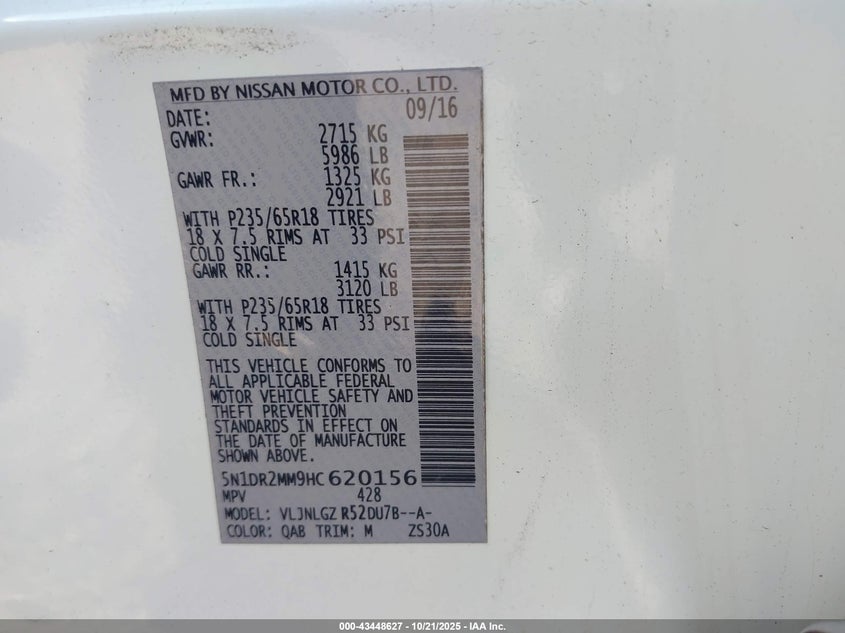 MFD BY NISSAN MOTOR CO., LTD.
DATE: 09/16
GVWR: 2715 KG
5986 LB
GAWR FR.: 1325 KG
2921 LB
WITH P235/65R18 TIRES
18 X 7.5 RIMS AT 33 PSI
COLD SINGLE
GAWR RR.: 1415 KG
3120 LB
WITH P235/65R18 TIRES
18 X 7.5 RIMS AT 33 PSI
COLD SINGLE
THIS VEHICLE CONFORMS TO
ALL APPLICABLE FEDERAL
MOTOR VEHICLE SAFETY AND
THEFT PREVENTION
STANDARDS IN EFFECT ON
THE DATE OF MANUFACTURE
SHOWN ABOVE.
5N1DR2MM9HC620156
MPV 428
MODEL: VLJNLGZ R52DU7B--A-
COLOR: QAB TRIM: M ZS30A
000-43448627 - 10/21/2025 - IAA Inc.